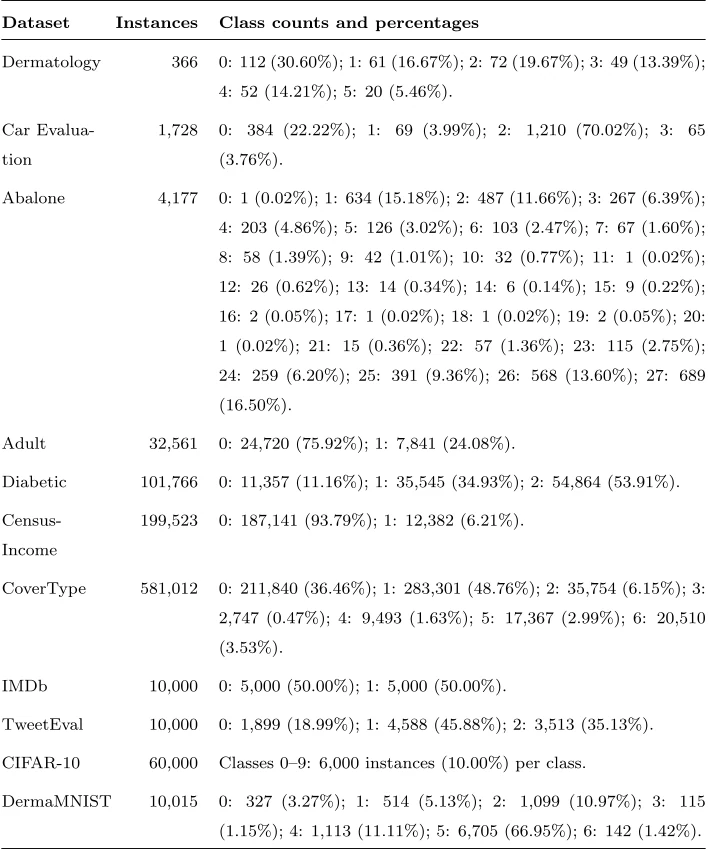 Dataset Instances Class counts and percentages
Dermatology 366 0: 112 (30.60%); 1: 61 (16.67%); 2: 72 (19.67%); 3: 49 (13.39%);
4: 52 (14.21%); 5: 20 (5.46%).
Car Evalua- 1,728 0: 384 (22.22%); 1: 69 (3.99%); 2: 1,210 (70.02%); 3: 65
tion (3.76%).
Abalone 4,177 0: 1 (0.02%); 1: 634 (15.18%); 2: 487 (11.66%); 3: 267 (6.39%);
4: 203 (4.86%); 5: 126 (3.02%); 6: 103 (2.47%); 7: 67 (1.60%);
8: 58 (1.39%); 9: 42 (1.01%); 10: 32 (0.77%); 11: 1 (0.02%);
12: 26 (0.62%); 13: 14 (0.34%); 14: 6 (0.14%); 15: 9 (0.22%);
16: 2 (0.05%); 17: 1 (0.02%); 18: 1 (0.02%); 19: 2 (0.05%); 20:
1 (0.02%); 21: 15 (0.36%); 22: 57 (1.36%); 23: 115 (2.75%);
24: 259 (6.20%); 25: 391 (9.36%); 26: 568 (13.60%); 27: 689
(16.50%).
Adult 32,561 0: 24,720 (75.92%); 1: 7,841 (24.08%).
Diabetic 101,766 0: 11,357 (11.16%); 1: 35,545 (34.93%); 2: 54,864 (53.91%).
Census- 199,523 0: 187,141 (93.79%); 1: 12,382 (6.21%).
Income
CoverType 581,012 0: 211,840 (36.46%); 1: 283,301 (48.76%); 2: 35,754 (6.15%); 3:
2,747 (0.47%); 4: 9,493 (1.63%); 5: 17,367 (2.99%); 6: 20,510
(3.53%).
IMDb 10,000 0: 5,000 (50.00%); 1: 5,000 (50.00%).
TweetEval 10,000 0: 1,899 (18.99%); 1: 4,588 (45.88%); 2: 3,513 (35.13%).
CIFAR-10 60,000 Classes 0–9: 6,000 instances (10.00%) per class.
DermaMNIST 10,015 0: 327 (3.27%); 1: 514 (5.13%); 2: 1,099 (10.97%); 3: 115
(1.15%); 4: 1,113 (11.11%); 5: 6,705 (66.95%); 6: 142 (1.42%).